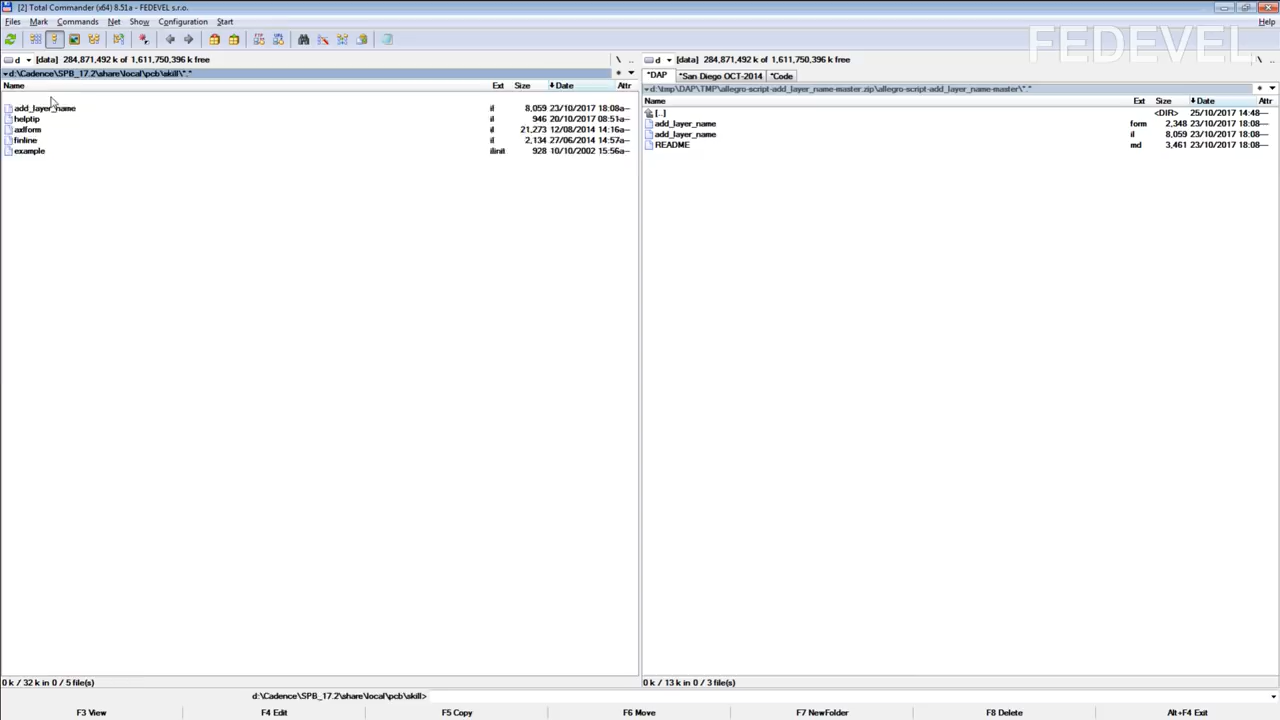 [2] Total Commander (x64) 8.51a - FEDEVEL s.r.o.
Files Mark Commands Net Show Configuration Start Help
FEDEVEL
d [data] 284,871,492 k of 1,611,750,396 k free \ ..
d [data] 284,871,492 k of 1,611,750,396 k free \ ..
*DAP *San Diego OCT-2014 *Code
d:\Cadence\SPB_17.2\share\local\pcb\skill\*.*
Name Ext Size Date Attr
add_layer_name il 8,059 23/10/2017 18:08 a--
helptip il 946 20/10/2017 08:51 a--
axlform il 21,273 12/08/2014 14:16 a--
finline il 2,134 27/06/2014 14:57 a--
example ilinit 928 10/10/2002 15:56 a--
d:\tmp\DAP\TMP\allegro-script-add_layer_name-master.zip\allegro-script-add_layer_name-master\*.*
Name Ext Size Date Attr
[..] <DIR> 25/10/2017 14:48 ---
add_layer_name form 2,348 23/10/2017 18:08 ---
add_layer_name il 8,059 23/10/2017 18:08 ---
README md 3,461 23/10/2017 18:08 ---
0 k / 32 k in 0 / 5 file(s)
0 k / 13 k in 0 / 3 file(s)
d:\Cadence\SPB_17.2\share\local\pcb\skill>
F3 View F4 Edit F5 Copy F6 Move F7 NewFolder F8 Delete Alt+F4 Exit